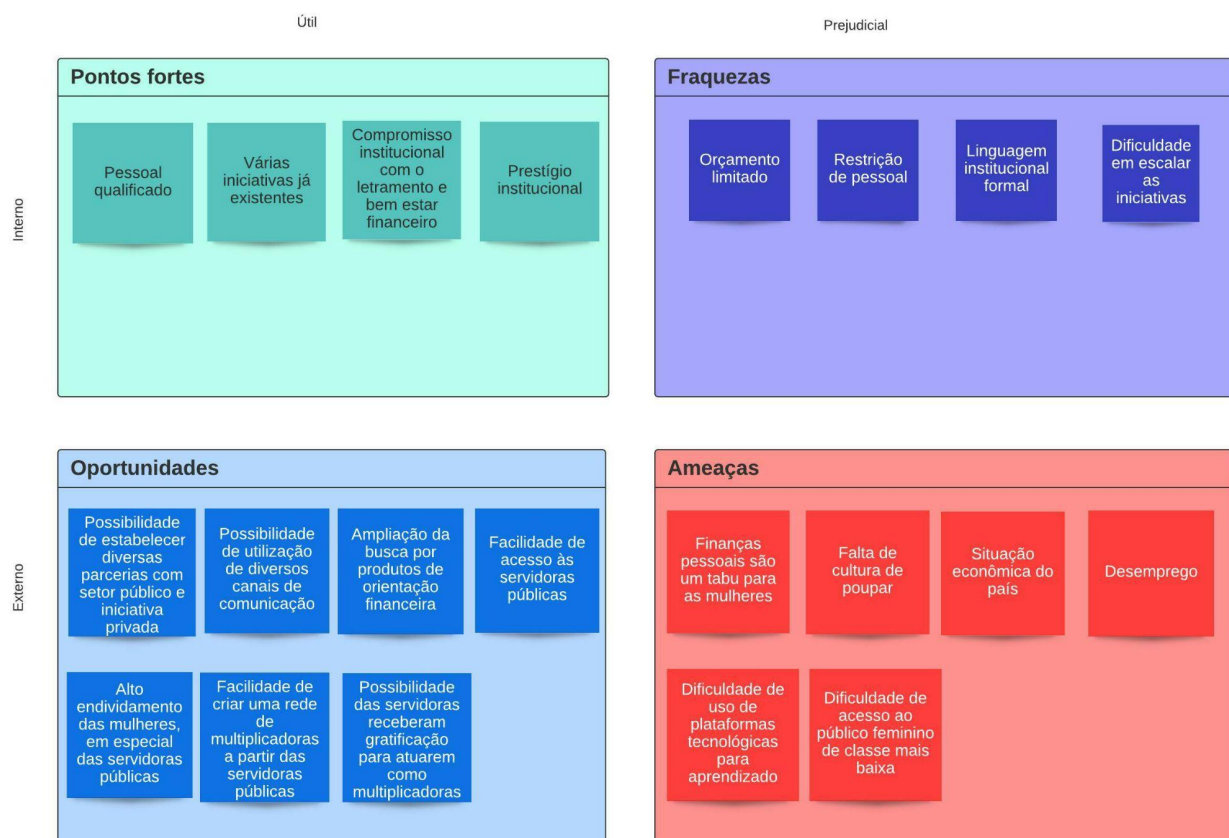 Útil
Prejudicial
Interno
Pontos fortes
Pessoal
qualificado
Várias
iniciativas já
existentes
Compromisso
institucional
com o
letramento e
bem estar
financeiro
Prestígio
institucional
Fraquezas
Orçamento
limitado
Restrição
de pessoal
Linguagem
institucional
formal
Dificuldade
em escalar
as
iniciativas
Externo
Oportunidades
Possibilidade
de estabelecer
diversas
parcerias com
setor público e
iniciativa
privada
Possibilidade
de utilização
de diversos
canais de
comunicação
Ampliação da
busca por
produtos de
orientação
financeira
Facilidade de
acesso às
servidoras
públicas
Alto
endividamento
das mulheres,
em especial
das servidoras
públicas
Facilidade de
criar uma rede
de
multiplicadoras
a partir das
servidoras
públicas
Possibilidade
das servidoras
receberam
gratificação
para atuarem
como
multiplicadoras
Ameaças
Finanças
pessoais são
um tabu para
as mulheres
Falta de
cultura de
poupar
Situação
econômica do
país
Desemprego
Dificuldade de
uso de
plataformas
tecnológicas
para
aprendizado
Dificuldade de
acesso ao
público feminino
de classe mais
baixa